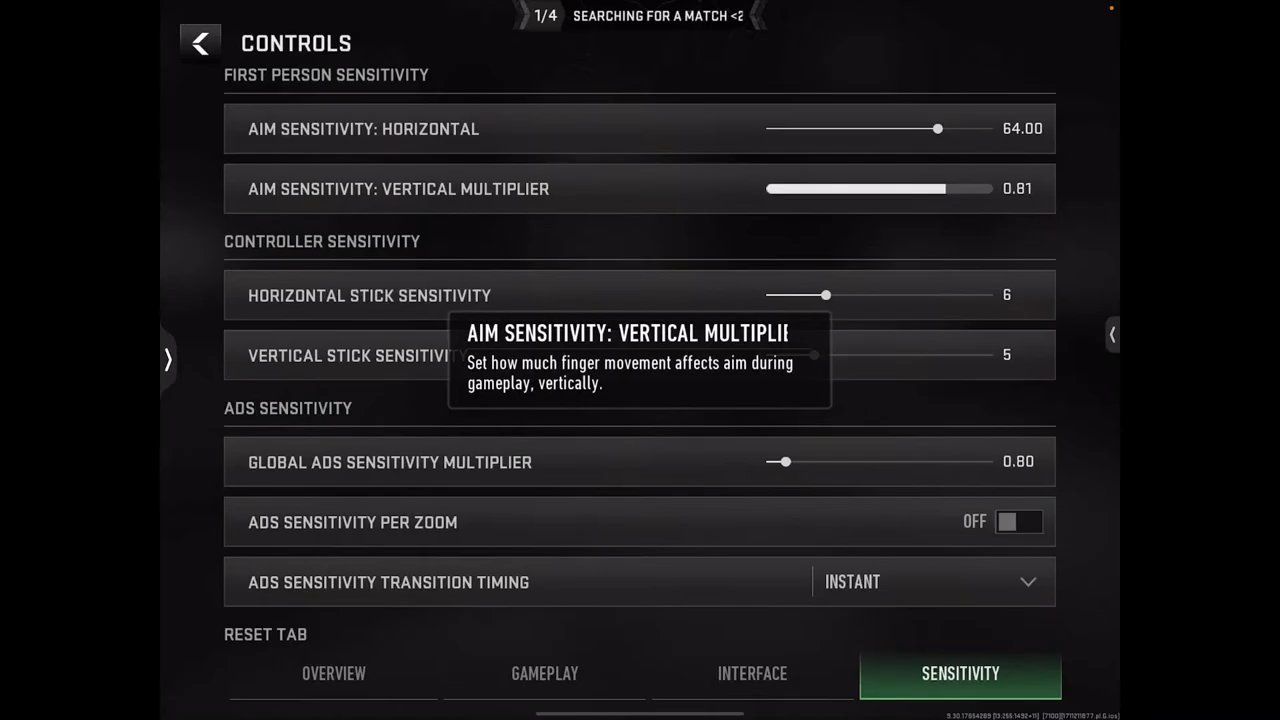 1/4 SEARCHING FOR A MATCH <2
CONTROLS
FIRST PERSON SENSITIVITY
AIM SENSITIVITY: HORIZONTAL 64.00
AIM SENSITIVITY: VERTICAL MULTIPLIER 0.81
CONTROLLER SENSITIVITY
HORIZONTAL STICK SENSITIVITY 6
AIM SENSITIVITY: VERTICAL MULTIPLIE
VERTICAL STICK SENSITIVITY 5
Set how much finger movement affects aim during
gameplay, vertically.
ADS SENSITIVITY
GLOBAL ADS SENSITIVITY MULTIPLIER 0.80
ADS SENSITIVITY PER ZOOM OFF
ADS SENSITIVITY TRANSITION TIMING INSTANT
RESET TAB
OVERVIEW GAMEPLAY INTERFACE SENSITIVITY